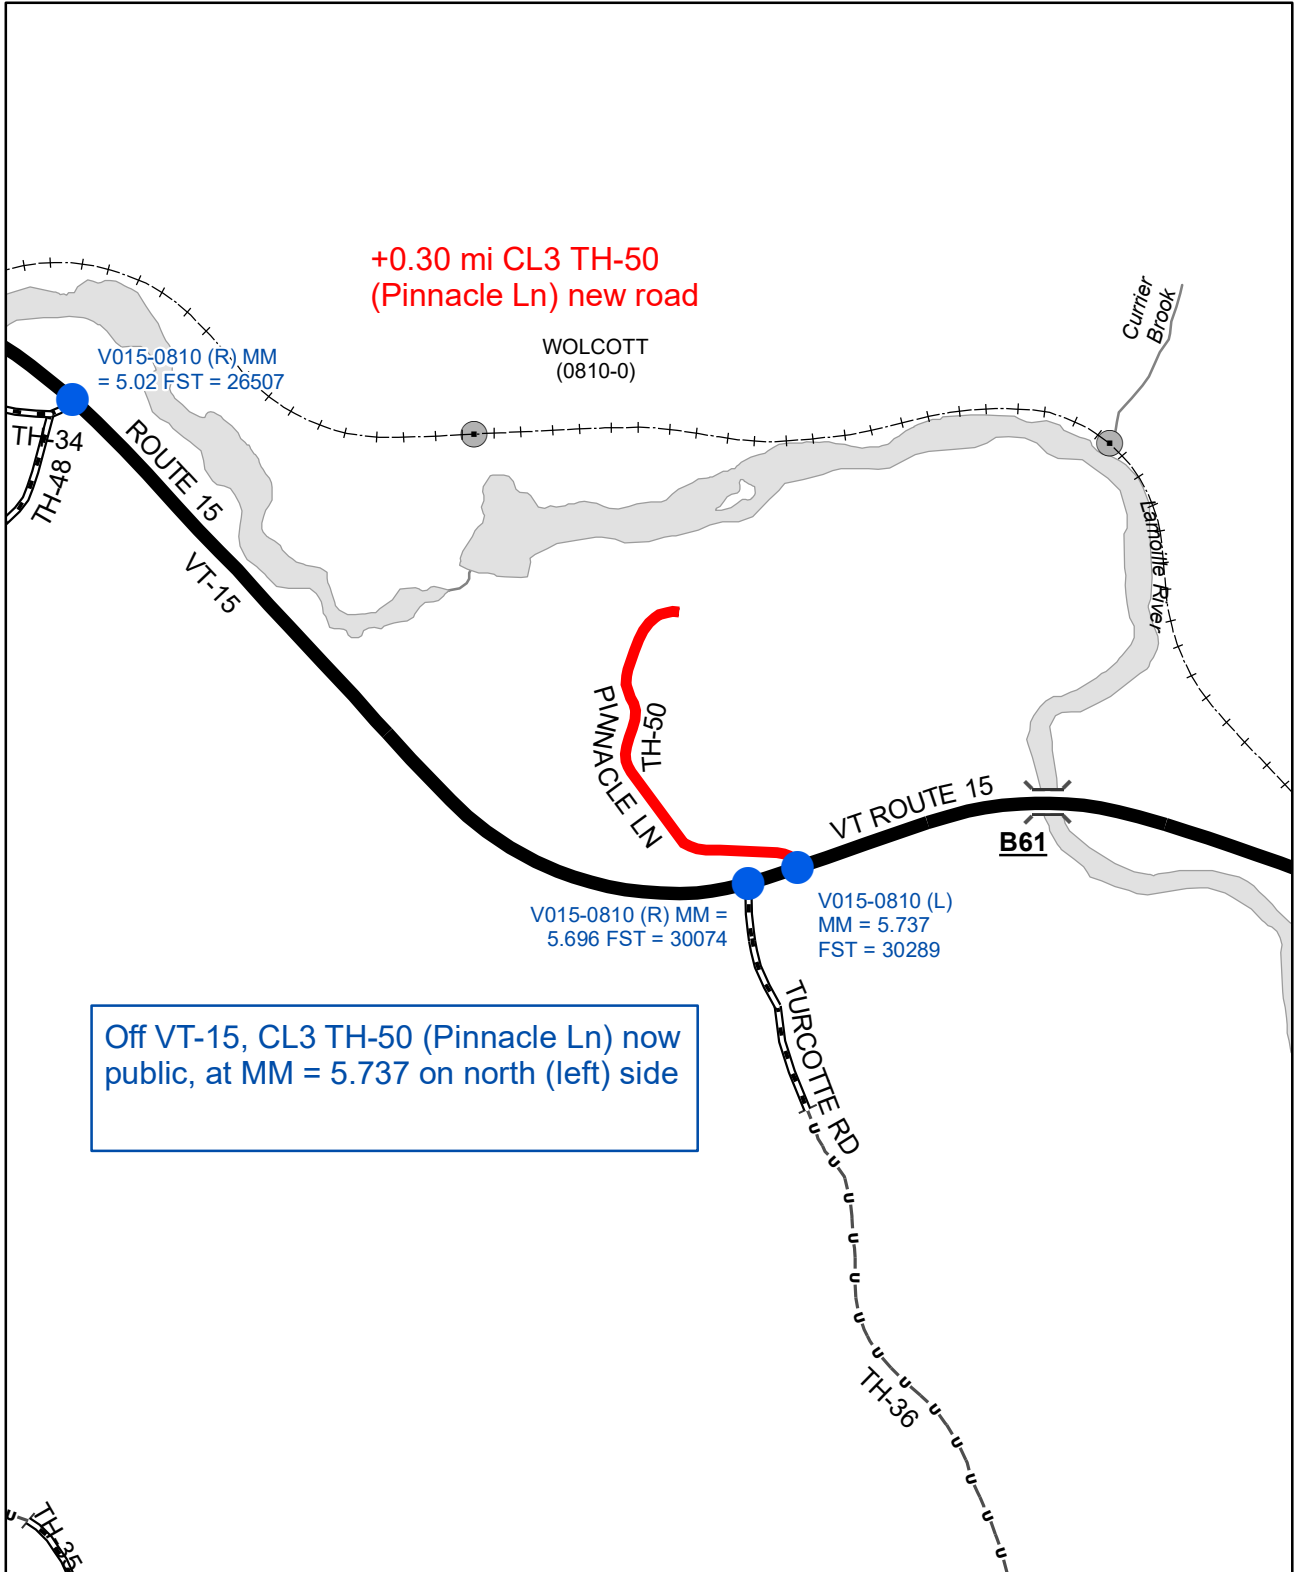 +0.30 mi CL3 TH-50
(Pinnacle Ln) new road
WOLCOTT
(0810-0)
Currier
Brook
V015-0810 (R) MM
= 5.02 FST = 26507
TH-34
TH-48
ROUTE 15
VT-15
Lamoille River
PINNACLE LN
TH-50
VT ROUTE 15
B61
V015-0810 (R) MM =
5.696 FST = 30074
V015-0810 (L)
MM = 5.737
FST = 30289
Off VT-15, CL3 TH-50 (Pinnacle Ln) now
public, at MM = 5.737 on north (left) side
TURCOTTE RD
TH-36
TH-35